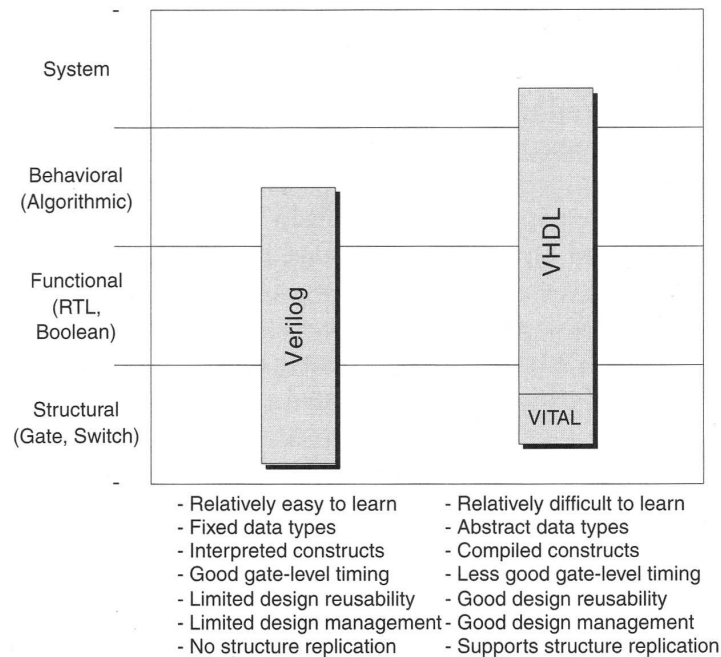 System
Behavioral
(Algorithmic)
Functional
(RTL,
Boolean)
Structural
(Gate, Switch)
Verilog
VHDL
VITAL
- Relatively easy to learn
- Fixed data types
- Interpreted constructs
- Good gate-level timing
- Limited design reusability
- Limited design management
- No structure replication
- Relatively difficult to learn
- Abstract data types
- Compiled constructs
- Less good gate-level timing
- Good design reusability
- Good design management
- Supports structure replication